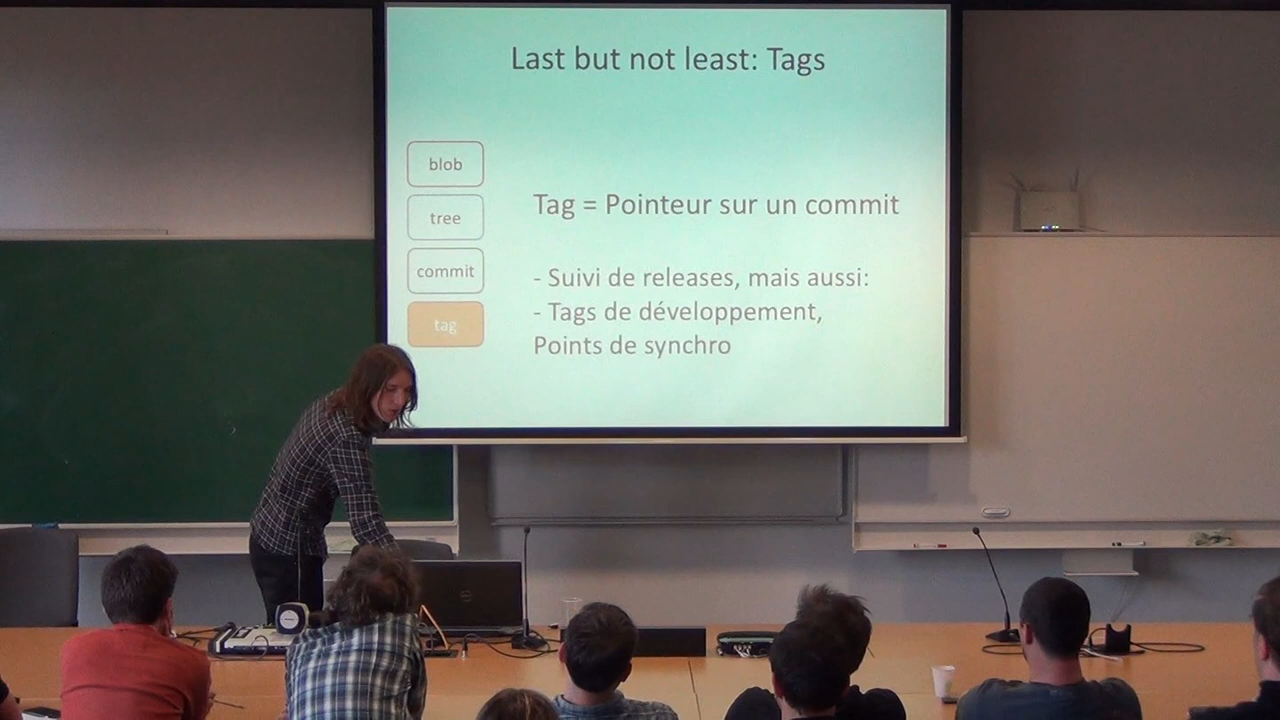 Last but not least: Tags
blob
tree
commit
tag
Tag = Pointeur sur un commit
- Suivi de releases, mais aussi:
- Tags de développement,
Points de synchro